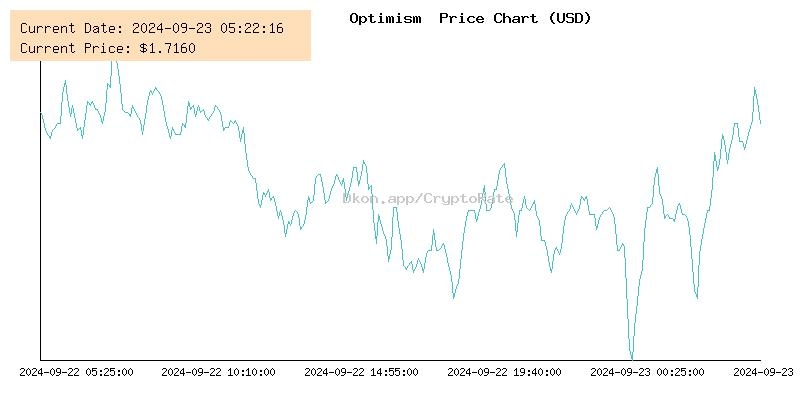 Optimism  Price Chart (USD)
Current Date: 2024-09-23 05:22:16
Current Price: $1.7160
Dkon.app/CryptoRate
2024-09-22 05:25:00 2024-09-22 10:10:00 2024-09-22 14:55:00 2024-09-22 19:40:00 2024-09-23 00:25:00 2024-09-23